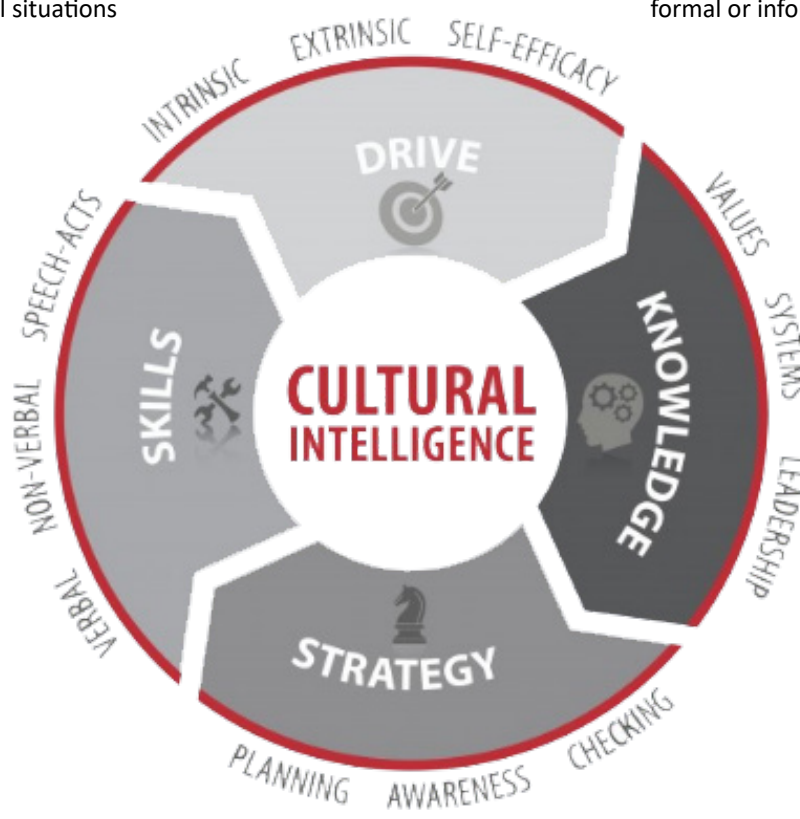 l situations
formal or info
INTRINSIC EXTRINSIC SELF-EFFICACY
DRIVE
VALUES SYSTEMS LEADERSHIP
KNOWLEDGE
CULTURAL
INTELLIGENCE
SKILLS
SPEECH-ACTS
NON-VERBAL
VERBAL
STRATEGY
PLANNING AWARENESS CHECKING